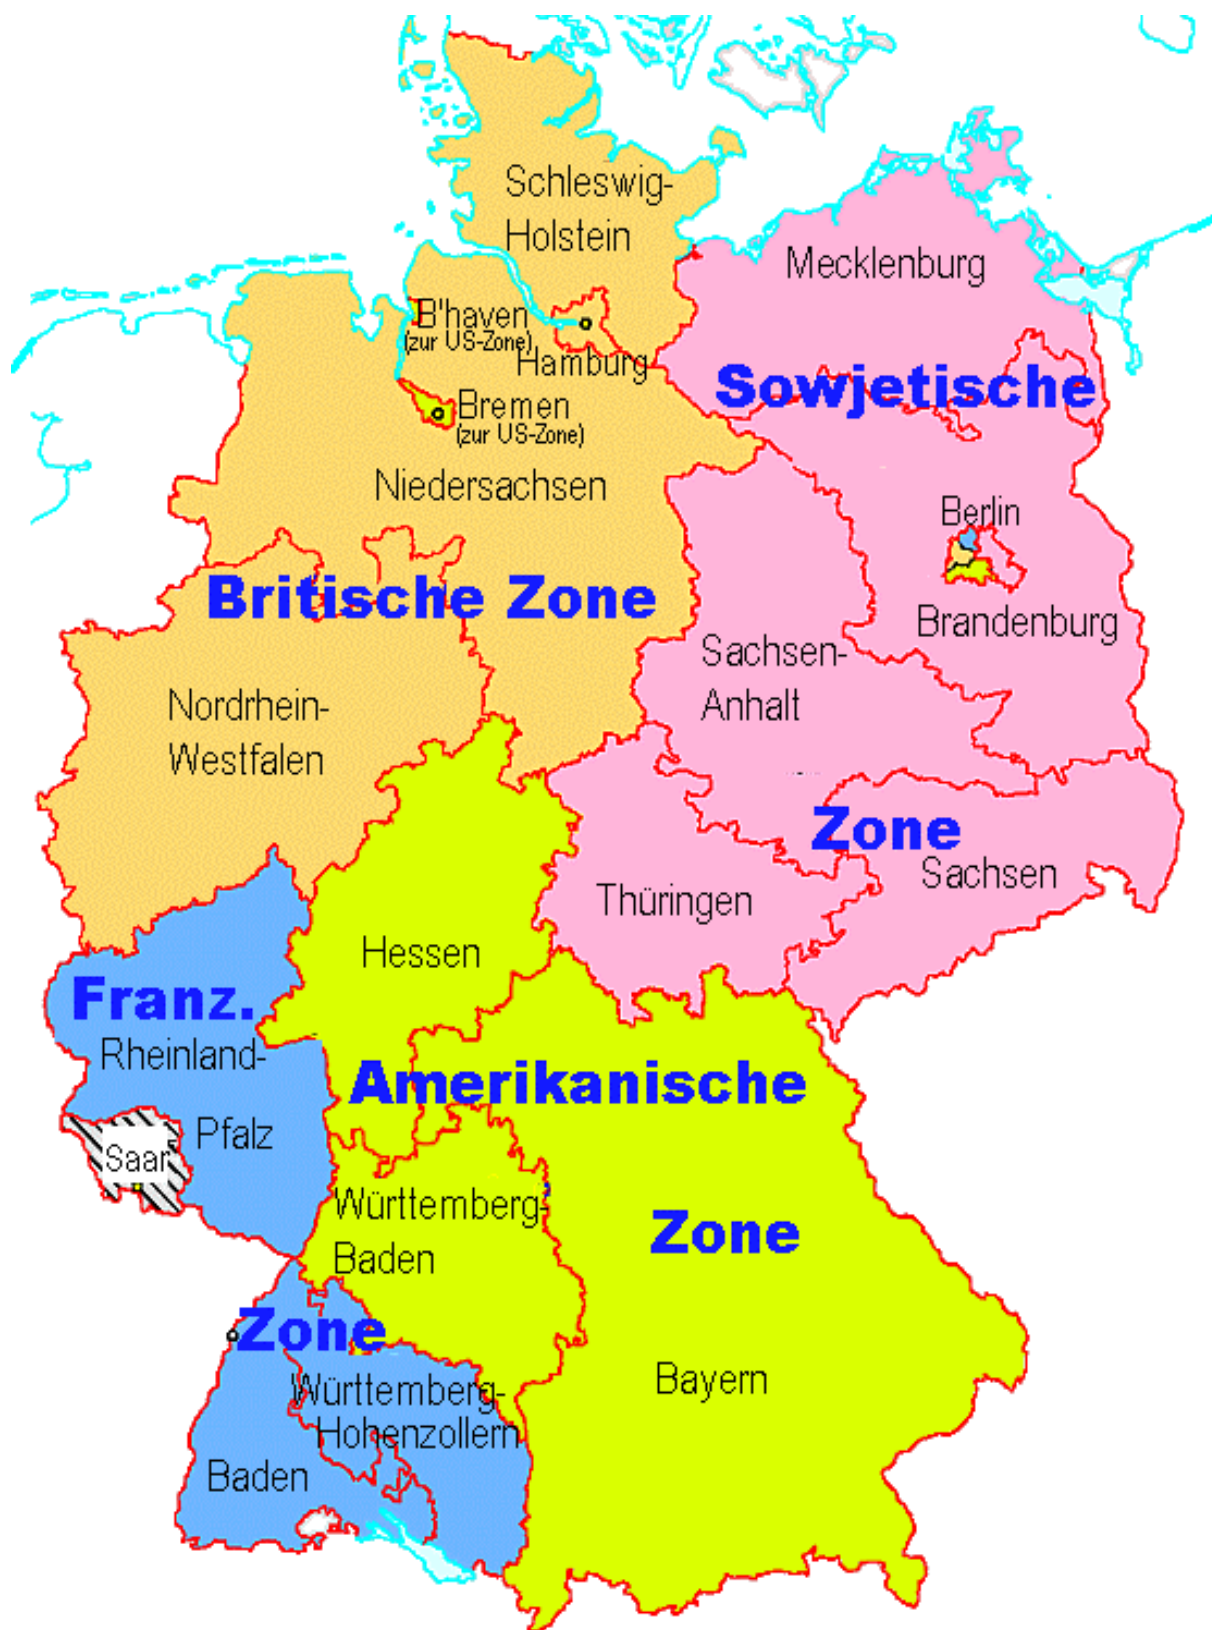 Schleswig-
Holstein
Mecklenburg
B'haven
(zur US-Zone)
Hamburg
Sowjetische
Bremen
(zur US-Zone)
Niedersachsen
Berlin
Britische Zone
Brandenburg
Sachsen-
Anhalt
Nordrhein-
Westfalen
Zone
Sachsen
Thüringen
Hessen
Franz.
Rheinland-
Amerikanische
Pfalz
Saar
Württemberg-
Baden
Zone
Zone
Württemberg-
Hohenzollern
Bayern
Baden